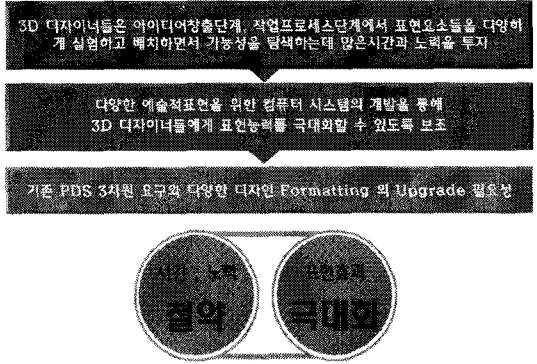 3D 디자이너들은 아이디어창출단계, 작업프로세스단계에서 표현요소들을 다양하
게 실험하고 배치하면서 가능성을 탐색하는데 많은시간과 노력을 투자
다양한 예술적표현을 위한 컴퓨터 시스템의 개발을 통해
3D 디자이너들에게 표현능력를 극대화할 수 있도록 보조
기존 PDS 3차원 요구와 다양한 디자인 Formatting 의 Upgrade 필요성
시간, 노력
절약
표현효과
극대화